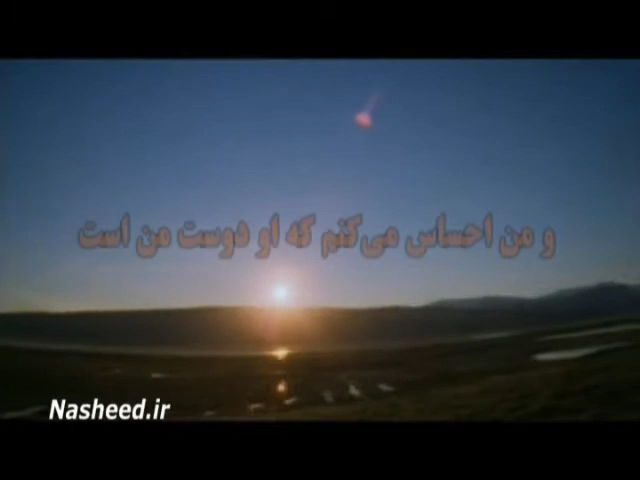 و من احساس می‌کنم که او دوست من است
Nasheed.ir